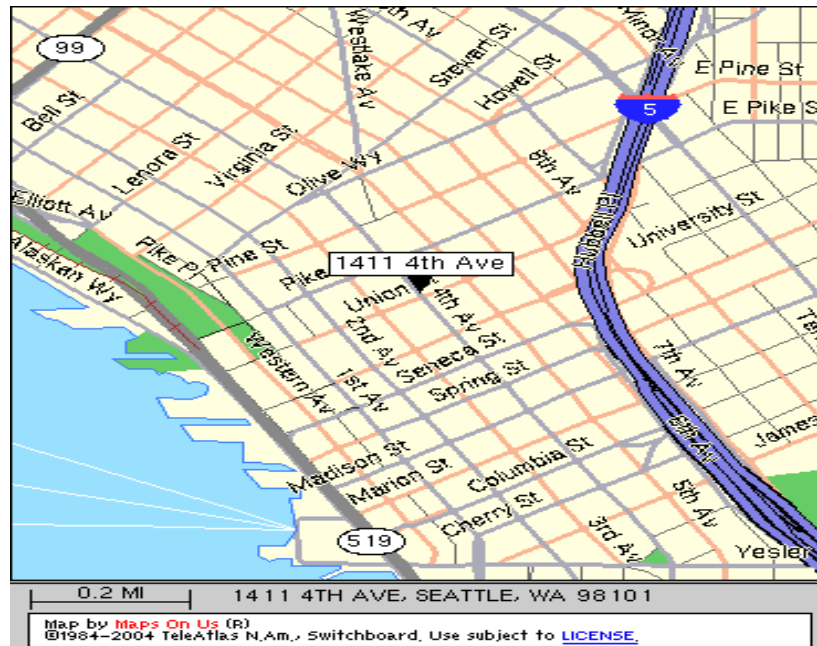 99
Westlake Av
Stewart St
Howell St
Minor Av
E Pine St
5
E Pike S
Bell St
Lenora St
Virginia St
Olive Wy
8th Av
University St
Elliott Av
Alaskan Wy
Pike Pl
Pine St
Pike
1411 4th Ave
Union
4th Av
2nd Av
Seneca St
Spring St
1st Av
Western Av
7th Av
6th Av
James
Madison St
Marion St
Columbia St
Cherry St
5th Av
3rd Av
Yesler
519
0.2 MI
1411 4TH AVE, SEATTLE, WA 98101
Map by Maps On Us (R)
©1984-2004 TeleAtlas N.Am., Switchboard. Use subject to LICENSE.